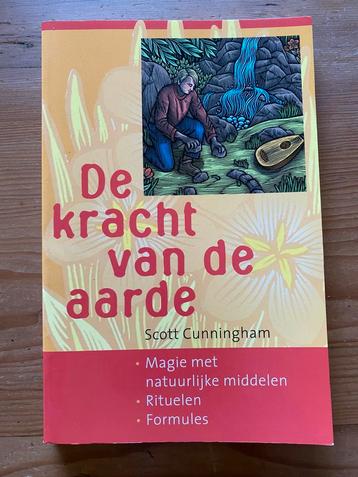 De
kracht
van de
aarde
Scott Cunningham
• Magie met
natuurlijke middelen
• Rituelen
• Formules